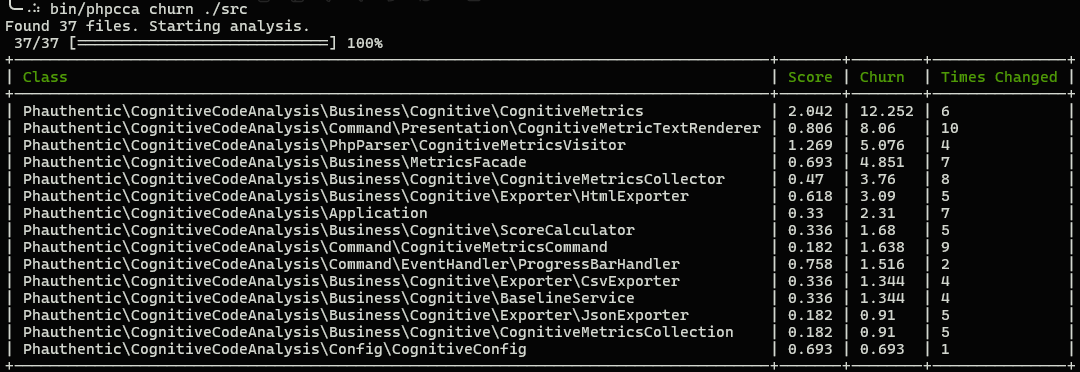 bin/phpcca churn ./src
Found 37 files. Starting analysis.
37/37 [============================] 100%
| Class | Score | Churn | Times Changed |
| Phauthentic\CognitiveCodeAnalysis\Business\Cognitive\CognitiveMetrics | 2.042 | 12.252 | 6 |
| Phauthentic\CognitiveCodeAnalysis\Command\Presentation\CognitiveMetricTextRenderer | 0.806 | 8.06 | 10 |
| Phauthentic\CognitiveCodeAnalysis\PhpParser\CognitiveMetricsVisitor | 1.269 | 5.076 | 4 |
| Phauthentic\CognitiveCodeAnalysis\Business\MetricsFacade | 0.693 | 4.851 | 7 |
| Phauthentic\CognitiveCodeAnalysis\Business\Cognitive\CognitiveMetricsCollector | 0.47 | 3.76 | 8 |
| Phauthentic\CognitiveCodeAnalysis\Business\Cognitive\Exporter\HtmlExporter | 0.618 | 3.09 | 5 |
| Phauthentic\CognitiveCodeAnalysis\Application | 0.33 | 2.31 | 7 |
| Phauthentic\CognitiveCodeAnalysis\Business\Cognitive\ScoreCalculator | 0.336 | 1.68 | 5 |
| Phauthentic\CognitiveCodeAnalysis\Command\CognitiveMetricsCommand | 0.182 | 1.638 | 9 |
| Phauthentic\CognitiveCodeAnalysis\Command\EventHandler\ProgressBarHandler | 0.758 | 1.516 | 2 |
| Phauthentic\CognitiveCodeAnalysis\Business\Cognitive\Exporter\CsvExporter | 0.336 | 1.344 | 4 |
| Phauthentic\CognitiveCodeAnalysis\Business\Cognitive\BaselineService | 0.336 | 1.344 | 4 |
| Phauthentic\CognitiveCodeAnalysis\Business\Cognitive\Exporter\JsonExporter | 0.182 | 0.91 | 5 |
| Phauthentic\CognitiveCodeAnalysis\Business\Cognitive\CognitiveMetricsCollection | 0.182 | 0.91 | 5 |
| Phauthentic\CognitiveCodeAnalysis\Config\CognitiveConfig | 0.693 | 0.693 | 1 |